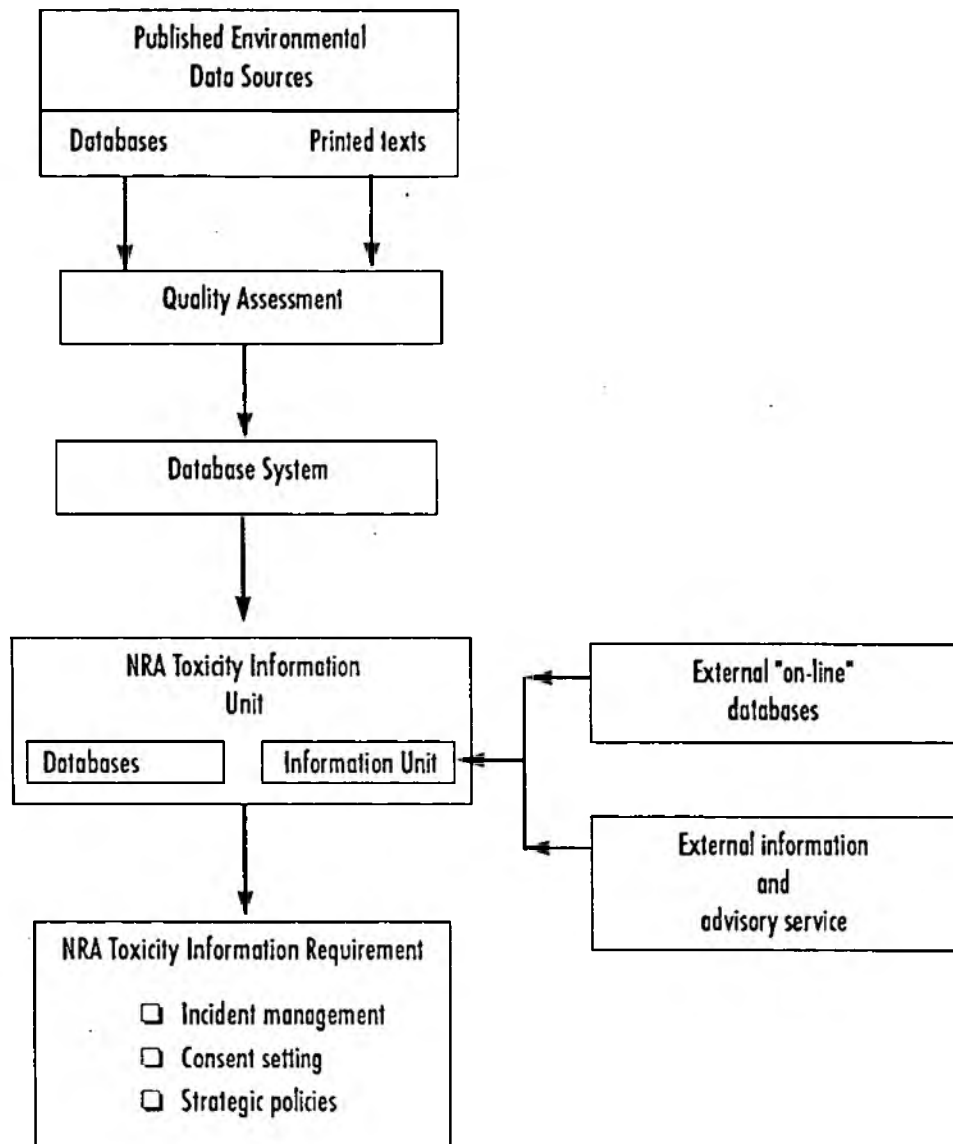 Published Environmental
Data Sources
Databases
Printed texts
Quality Assessment
Database System
NRA Toxicity Information
Unit
Databases
Information Unit
External "on-line"
databases
External information
and
advisory service
NRA Toxicity Information Requirement
❏ Incident management
❏ Consent setting
❏ Strategic policies